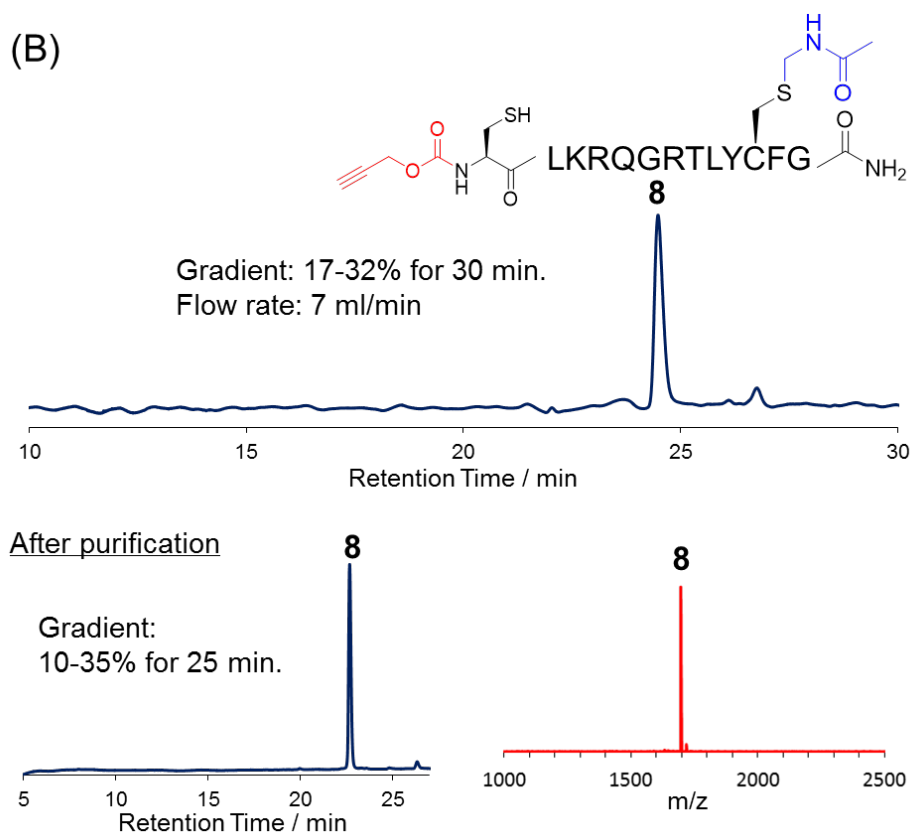 (B)
H
N
O
S
SH
O
O
N
H
O
LKRQGRTLYCFG
O
NH2
8
Gradient: 17-32% for 30 min.
Flow rate: 7 ml/min
10 15 20 25 30
Retention Time / min
After purification
8
Gradient:
10-35% for 25 min.
5 10 15 20 25
Retention Time / min
8
1000 1500 2000 2500
m/z